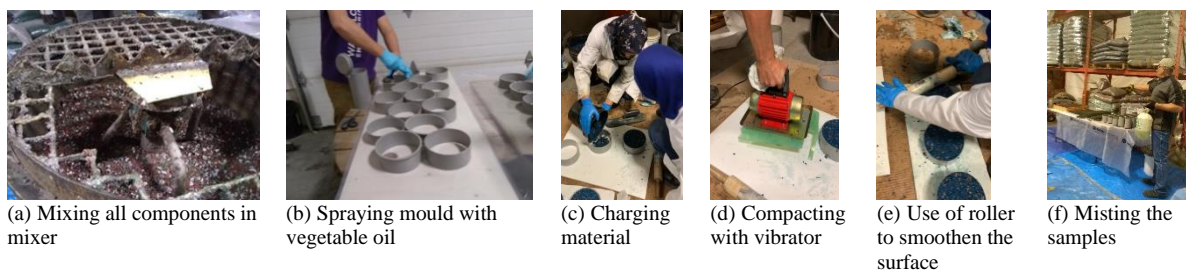 (a) Mixing all components in
mixer
(b) Spraying mould with
vegetable oil
(c) Charging
material
(d) Compacting
with vibrator
(e) Use of roller
to smoothen the
surface
(f) Misting the
samples